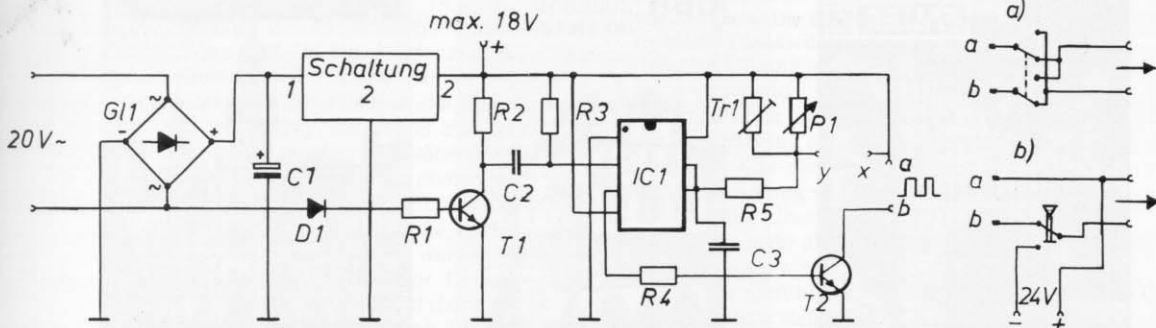 max. 18V
+
a)
a
b
Schaltung
1
2
2
20V~
Gl1
~
-
+
~
+
C1
D1
R1
T1
R2
C2
R3
IC1
R4
C3
R5
Tr1
P1
y
x
a
b
T2
b)
a
b
24V
-
+